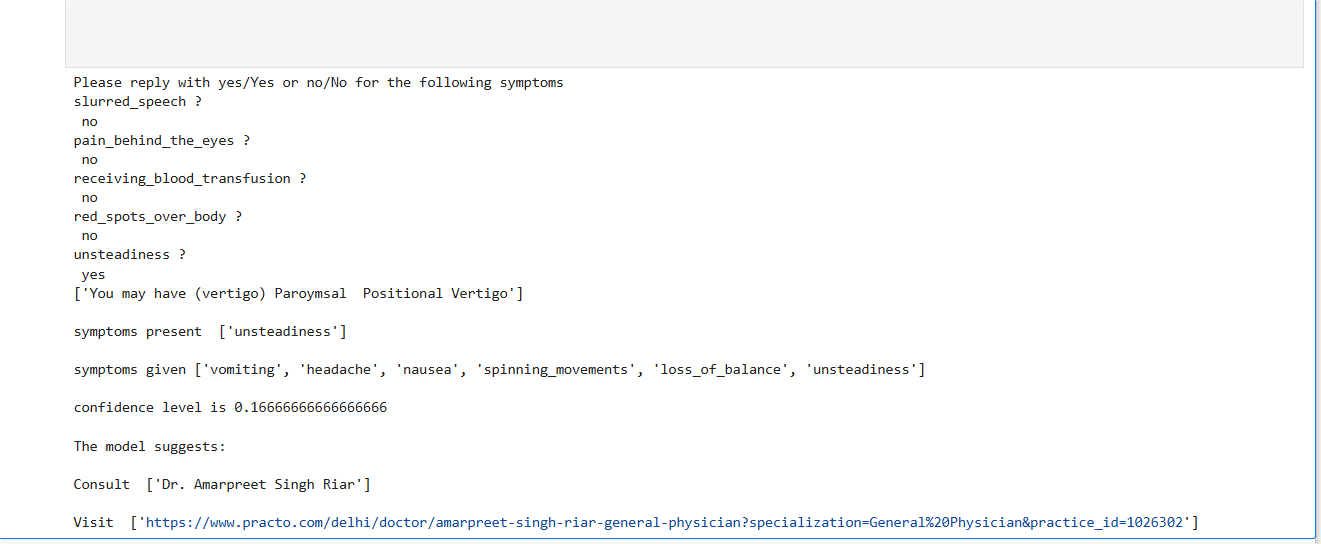 Please reply with yes/Yes or no/No for the following symptoms
slurred_speech ?
no
pain_behind_the_eyes ?
no
receiving_blood_transfusion ?
no
red_spots_over_body ?
no
unsteadiness ?
yes
['You may have (vertigo) Paroymsal  Positional Vertigo']
symptoms present  ['unsteadiness']
symptoms given ['vomiting', 'headache', 'nausea', 'spinning_movements', 'loss_of_balance', 'unsteadiness']
confidence level is 0.16666666666666666
The model suggests:
Consult  ['Dr. Amarpreet Singh Riar']
Visit  ['https://www.practo.com/delhi/doctor/amarpreet-singh-riar-general-physician?specialization=General%20Physician&practice_id=1026302']